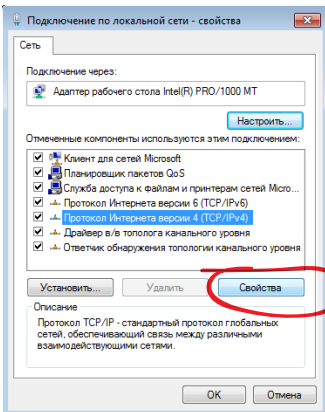 Подключение по локальной сети - свойства
Сеть
Подключение через:
Адаптер рабочего стола Intel(R) PRO/1000 MT
Настроить...
Отмеченные компоненты используются этим подключением:
Клиент для сетей Microsoft
Планировщик пакетов QoS
Служба доступа к файлам и принтерам сетей Micro...
Протокол Интернета версии 6 (TCP/IPv6)
Протокол Интернета версии 4 (TCP/IPv4)
Драйвер в/в тополога канального уровня
Ответчик обнаружения топологии канального уровня
Установить...
Удалить
Свойства
Описание
Протокол TCP/IP - стандартный протокол глобальных
сетей, обеспечивающий связь между различными
взаимодействующими сетями.
OK
Отмена